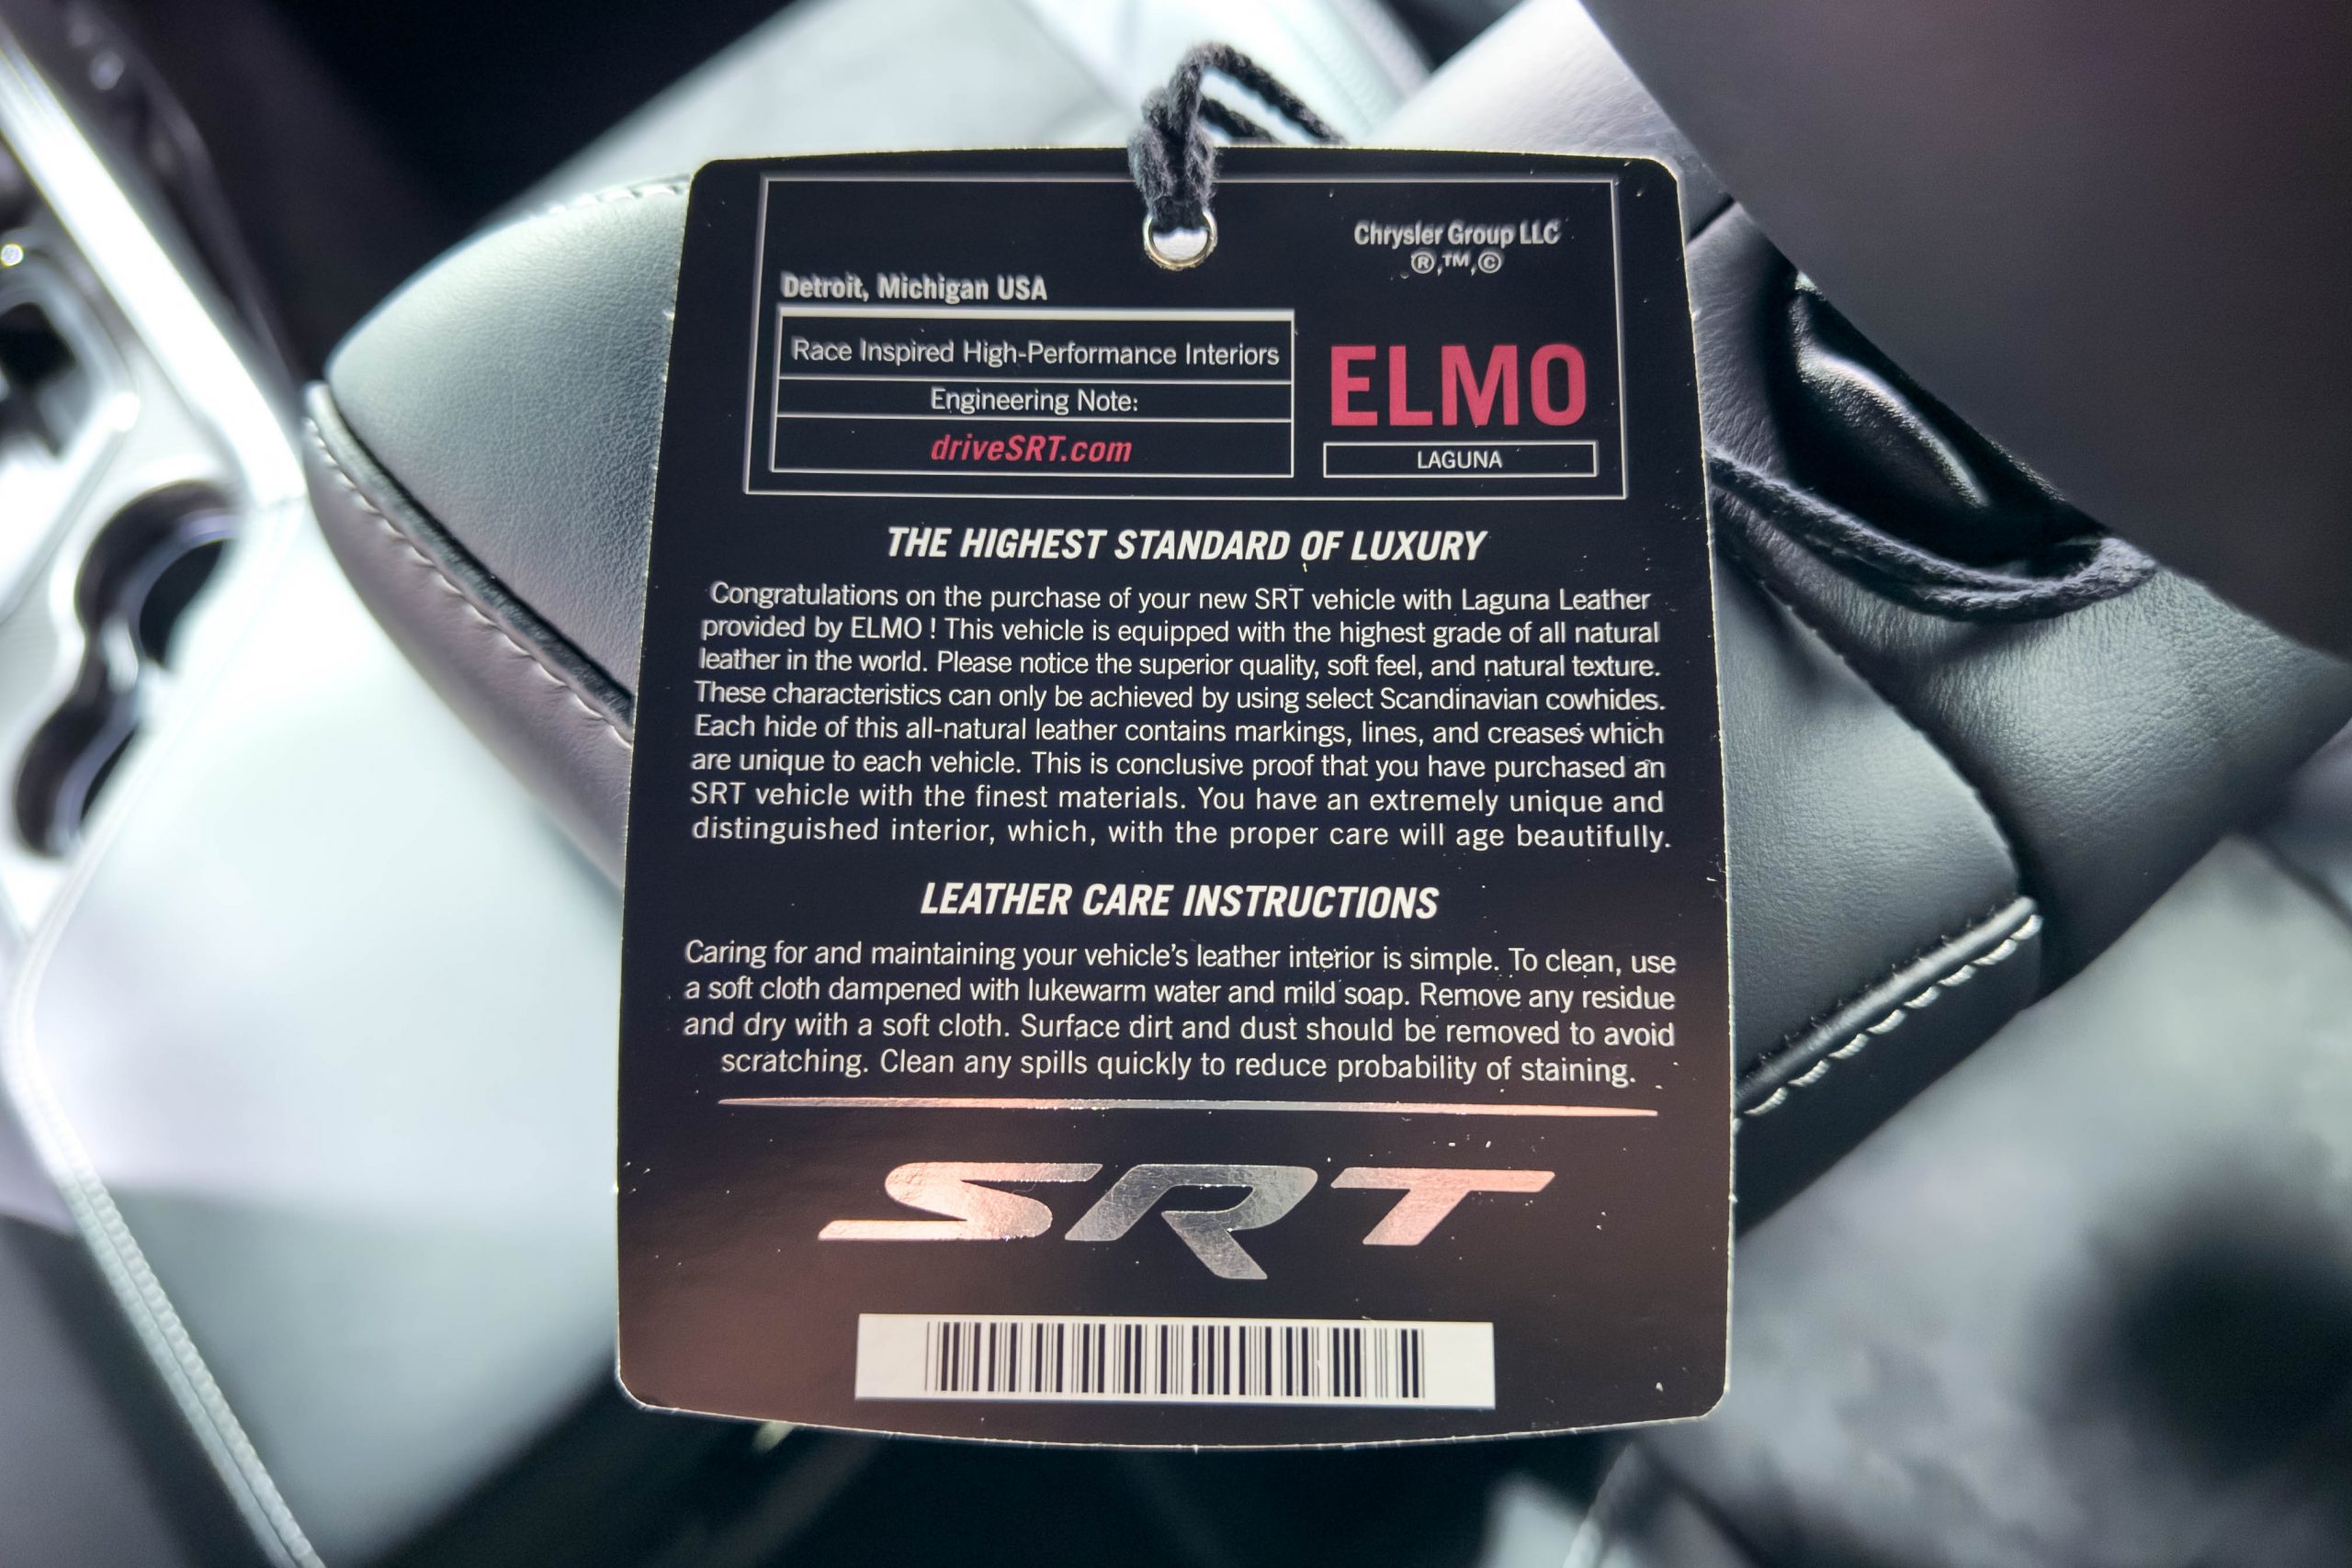 Chrysler Group LLC
®,™,©
Detroit, Michigan USA
Race Inspired High-Performance Interiors
Engineering Note:
driveSRT.com
ELMO
LAGUNA
THE HIGHEST STANDARD OF LUXURY
Congratulations on the purchase of your new SRT vehicle with Laguna Leather
provided by ELMO ! This vehicle is equipped with the highest grade of all natural
leather in the world. Please notice the superior quality, soft feel, and natural texture.
These characteristics can only be achieved by using select Scandinavian cowhides.
Each hide of this all-natural leather contains markings, lines, and creases which
are unique to each vehicle. This is conclusive proof that you have purchased an
SRT vehicle with the finest materials. You have an extremely unique and
distinguished interior, which, with the proper care will age beautifully.
LEATHER CARE INSTRUCTIONS
Caring for and maintaining your vehicle's leather interior is simple. To clean, use
a soft cloth dampened with lukewarm water and mild soap. Remove any residue
and dry with a soft cloth. Surface dirt and dust should be removed to avoid
scratching. Clean any spills quickly to reduce probability of staining.
SRT